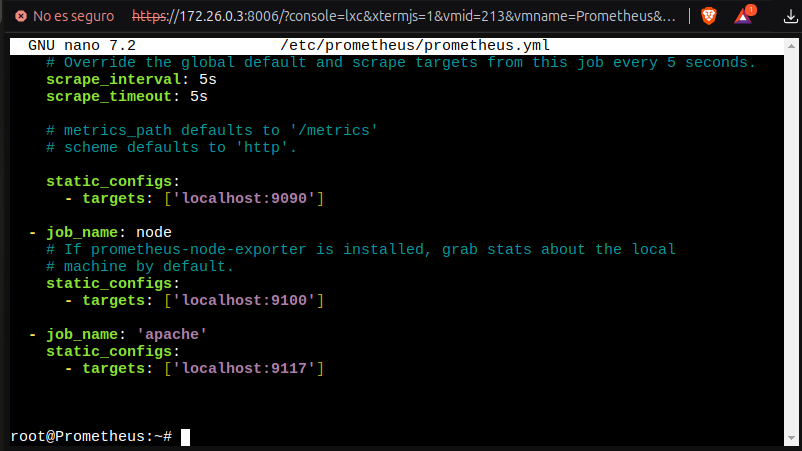 No es seguro https://172.26.0.3:8006/?console=lxc&xtermjs=1&vmid=213&vmname=Prometheus&... 1
GNU nano 7.2 /etc/prometheus/prometheus.yml
# Override the global default and scrape targets from this job every 5 seconds.
scrape_interval: 5s
scrape_timeout: 5s
# metrics_path defaults to '/metrics'
# scheme defaults to 'http'.
static_configs:
- targets: ['localhost:9090']
- job_name: node
# If prometheus-node-exporter is installed, grab stats about the local
# machine by default.
static_configs:
- targets: ['localhost:9100']
- job_name: 'apache'
static_configs:
- targets: ['localhost:9117']
root@Prometheus:~#